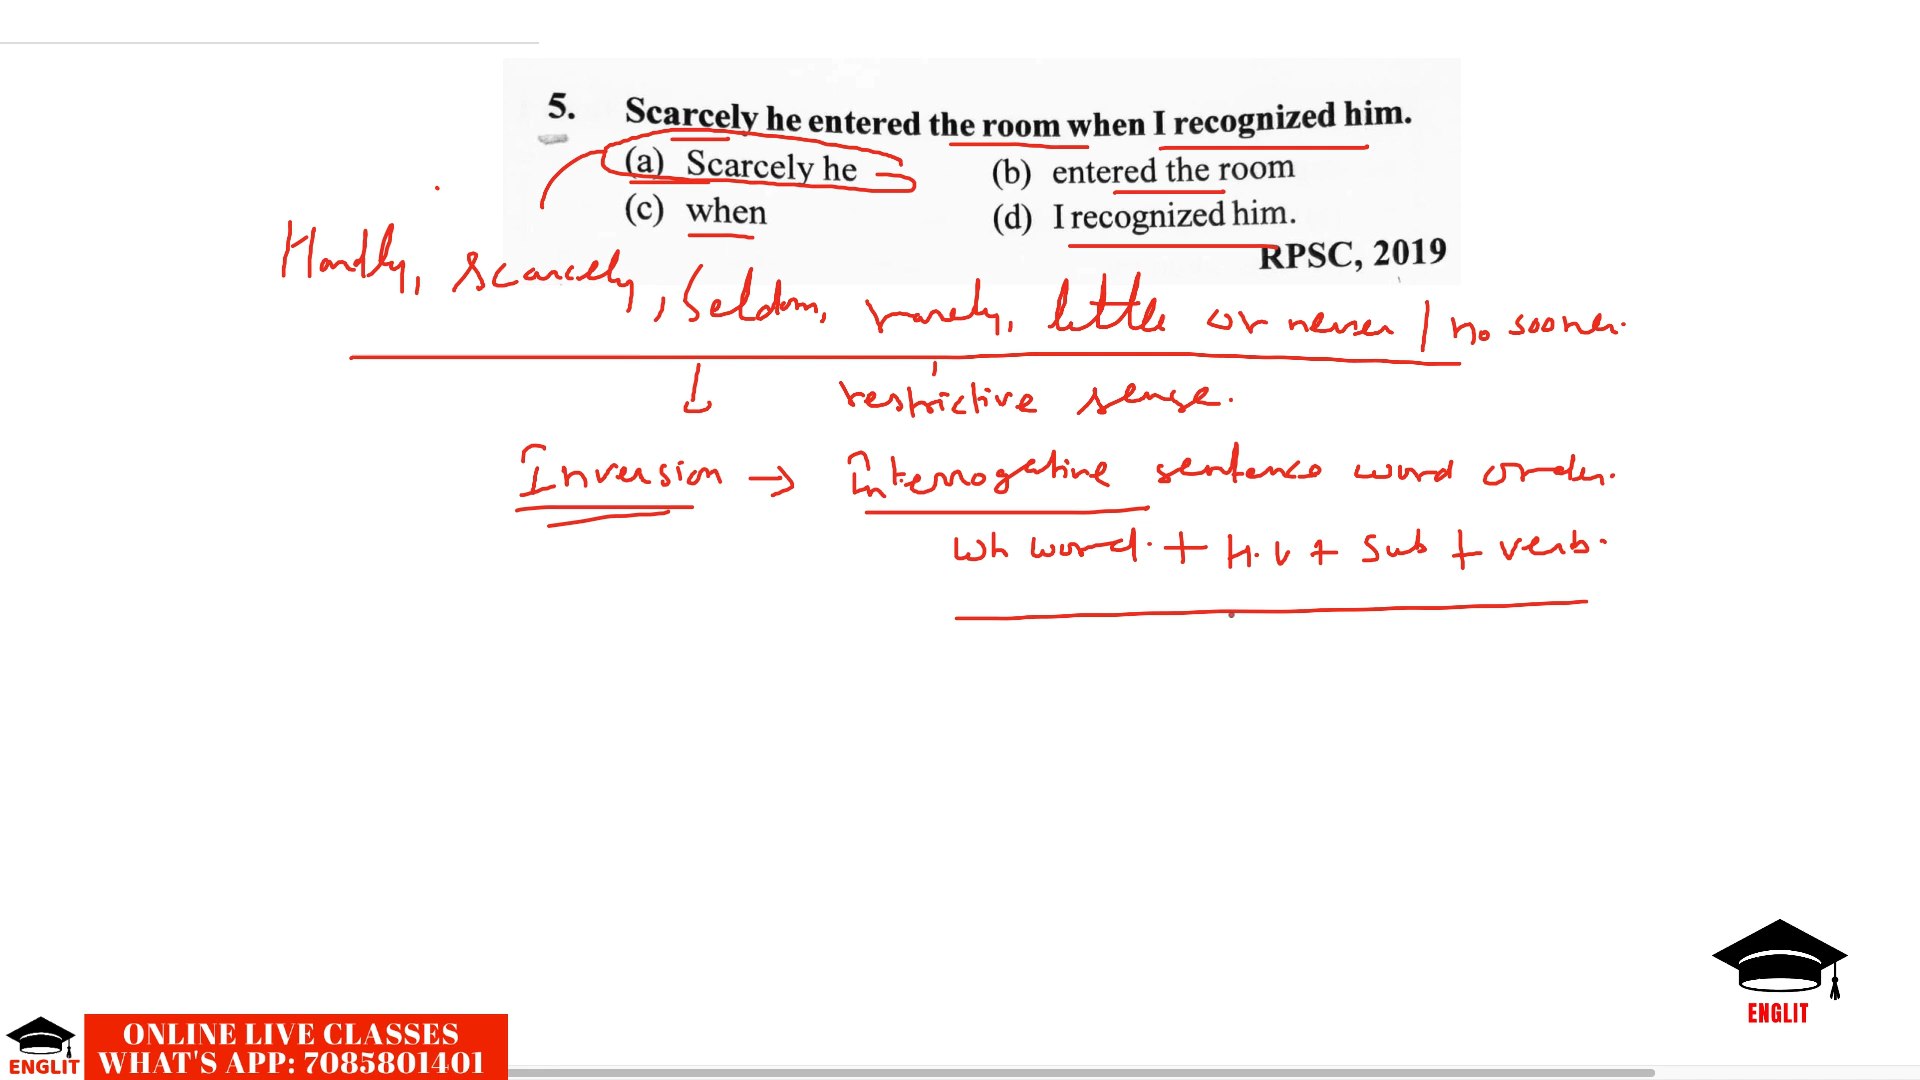 5. Scarcely he entered the room when I recognized him.
(a) Scarcely he (b) entered the room
(c) when (d) I recognized him.
RPSC, 2019
Hardly, scarcely, Seldom, rarely, little or never / no sooner.
restrictive sense.
Inversion → Interrogative sentence word order.
Wh word. + H.V + Sub + verb.
ENGLIT
ENGLIT
ONLINE LIVE CLASSES
WHAT'S APP: 7085801401